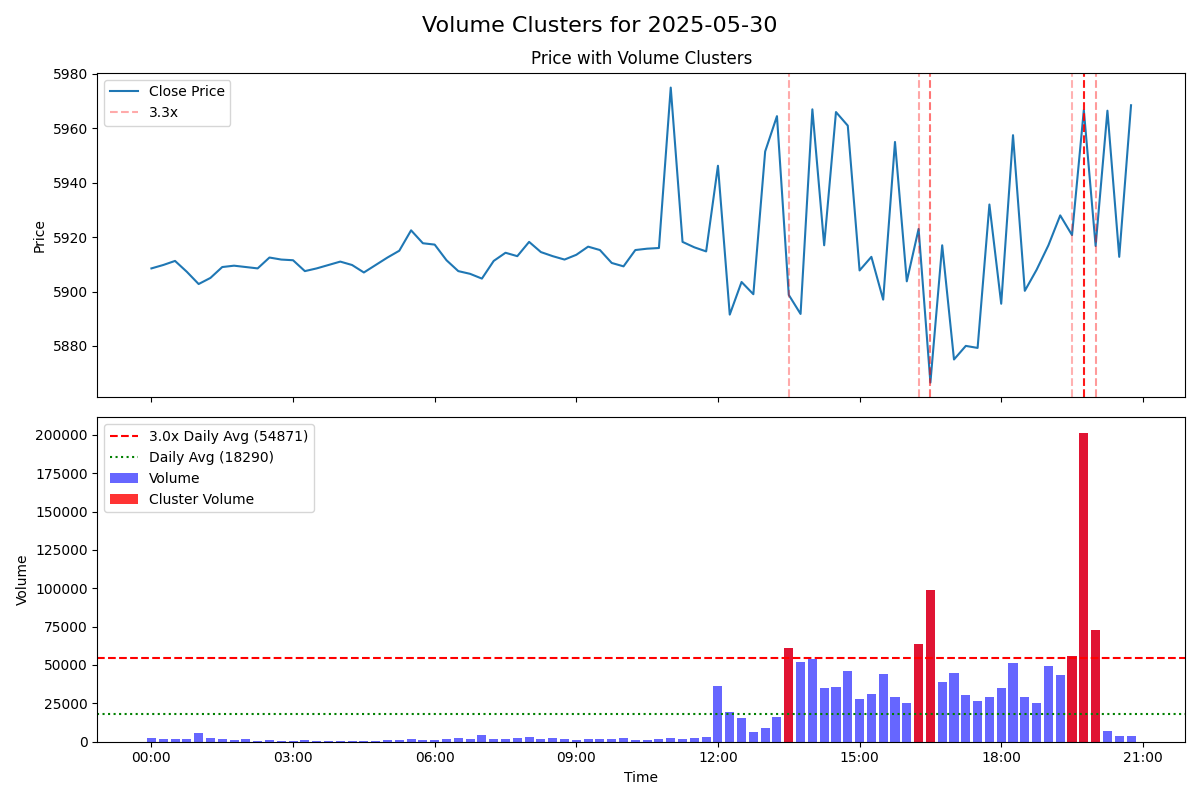 Volume Clusters for 2025-05-30
Price with Volume Clusters
Close Price
3.3x
5980
5960
5940
5920
5900
5880
Price
3.0x Daily Avg (54871)
Daily Avg (18290)
Volume
Cluster Volume
200000
175000
150000
125000
100000
75000
50000
25000
0
Volume
00:00 03:00 06:00 09:00 12:00 15:00 18:00 21:00
Time